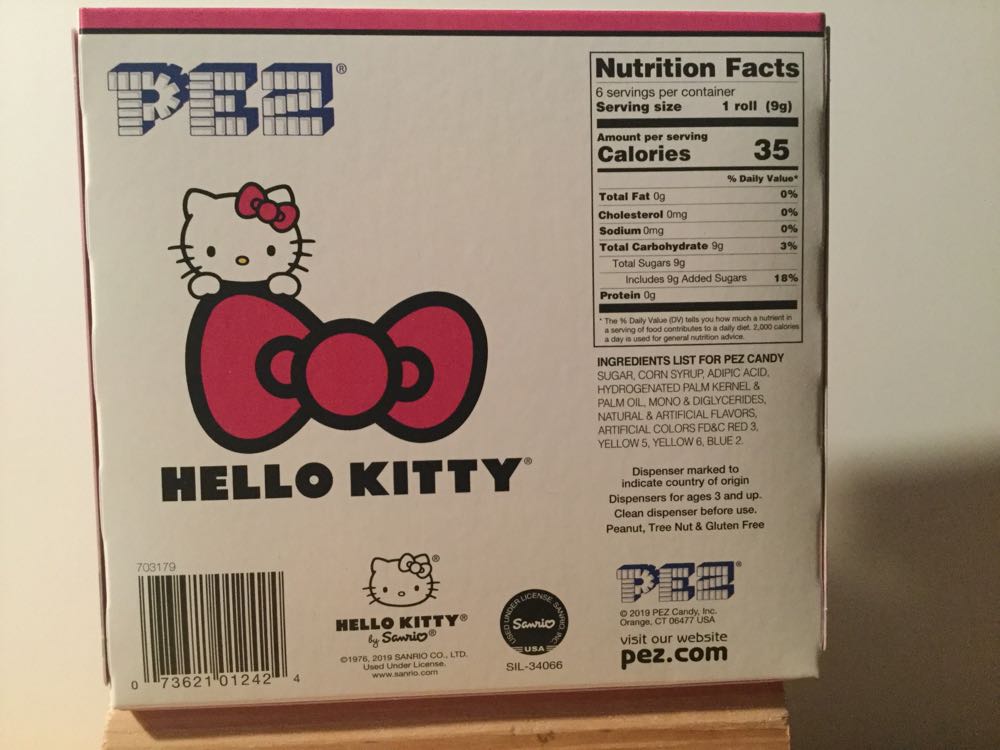 PEZ®
Nutrition Facts
6 servings per container
Serving size 1 roll (9g)
Amount per serving
Calories 35
% Daily Value*
Total Fat 0g 0%
Cholesterol 0mg 0%
Sodium 0mg 0%
Total Carbohydrate 9g 3%
Total Sugars 9g
Includes 9g Added Sugars 18%
Protein 0g
* The % Daily Value (DV) tells you how much a nutrient in
a serving of food contributes to a daily diet. 2,000 calories
a day is used for general nutrition advice.
INGREDIENTS LIST FOR PEZ CANDY
SUGAR, CORN SYRUP, ADIPIC ACID,
HYDROGENATED PALM KERNEL &
PALM OIL, MONO & DIGLYCERIDES,
NATURAL & ARTIFICIAL FLAVORS,
ARTIFICIAL COLORS FD&C RED 3,
YELLOW 5, YELLOW 6, BLUE 2.
HELLO KITTY®
Dispenser marked to
indicate country of origin
Dispensers for ages 3 and up.
Clean dispenser before use.
Peanut, Tree Nut & Gluten Free
703179
0 73621 01242 4
HELLO KITTY®
by Sanrio®
©1976, 2019 SANRIO CO., LTD.
Used Under License.
www.sanrio.com
USED UNDER LICENSE SANRIO INC.
Sanrio
USA
SIL-34066
PEZ®
© 2019 PEZ Candy, Inc.
Orange, CT 06477 USA
visit our website
pez.com